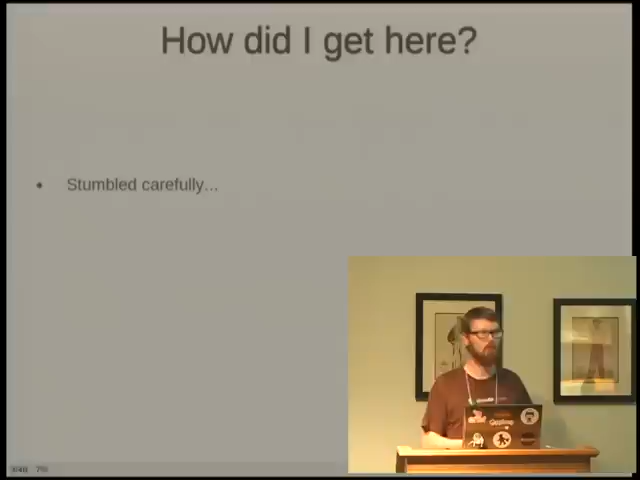 How did I get here?
• Stumbled carefully...